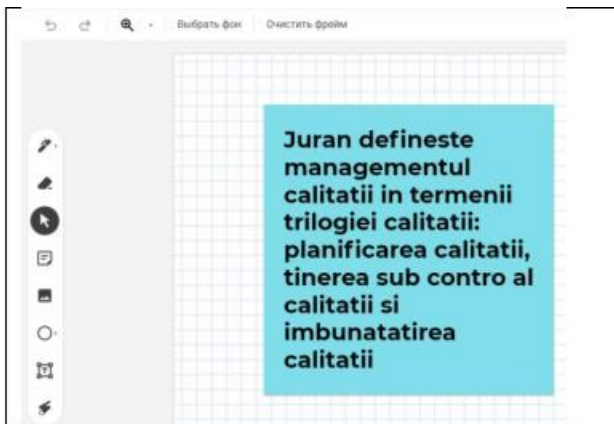 Выбрать фон Очистить фрейм
Juran defineste
managementul
calitatii in termenii
trilogiei calitatii:
planificarea calitatii,
tinerea sub contro al
calitatii si
imbunatatirea
calitatii